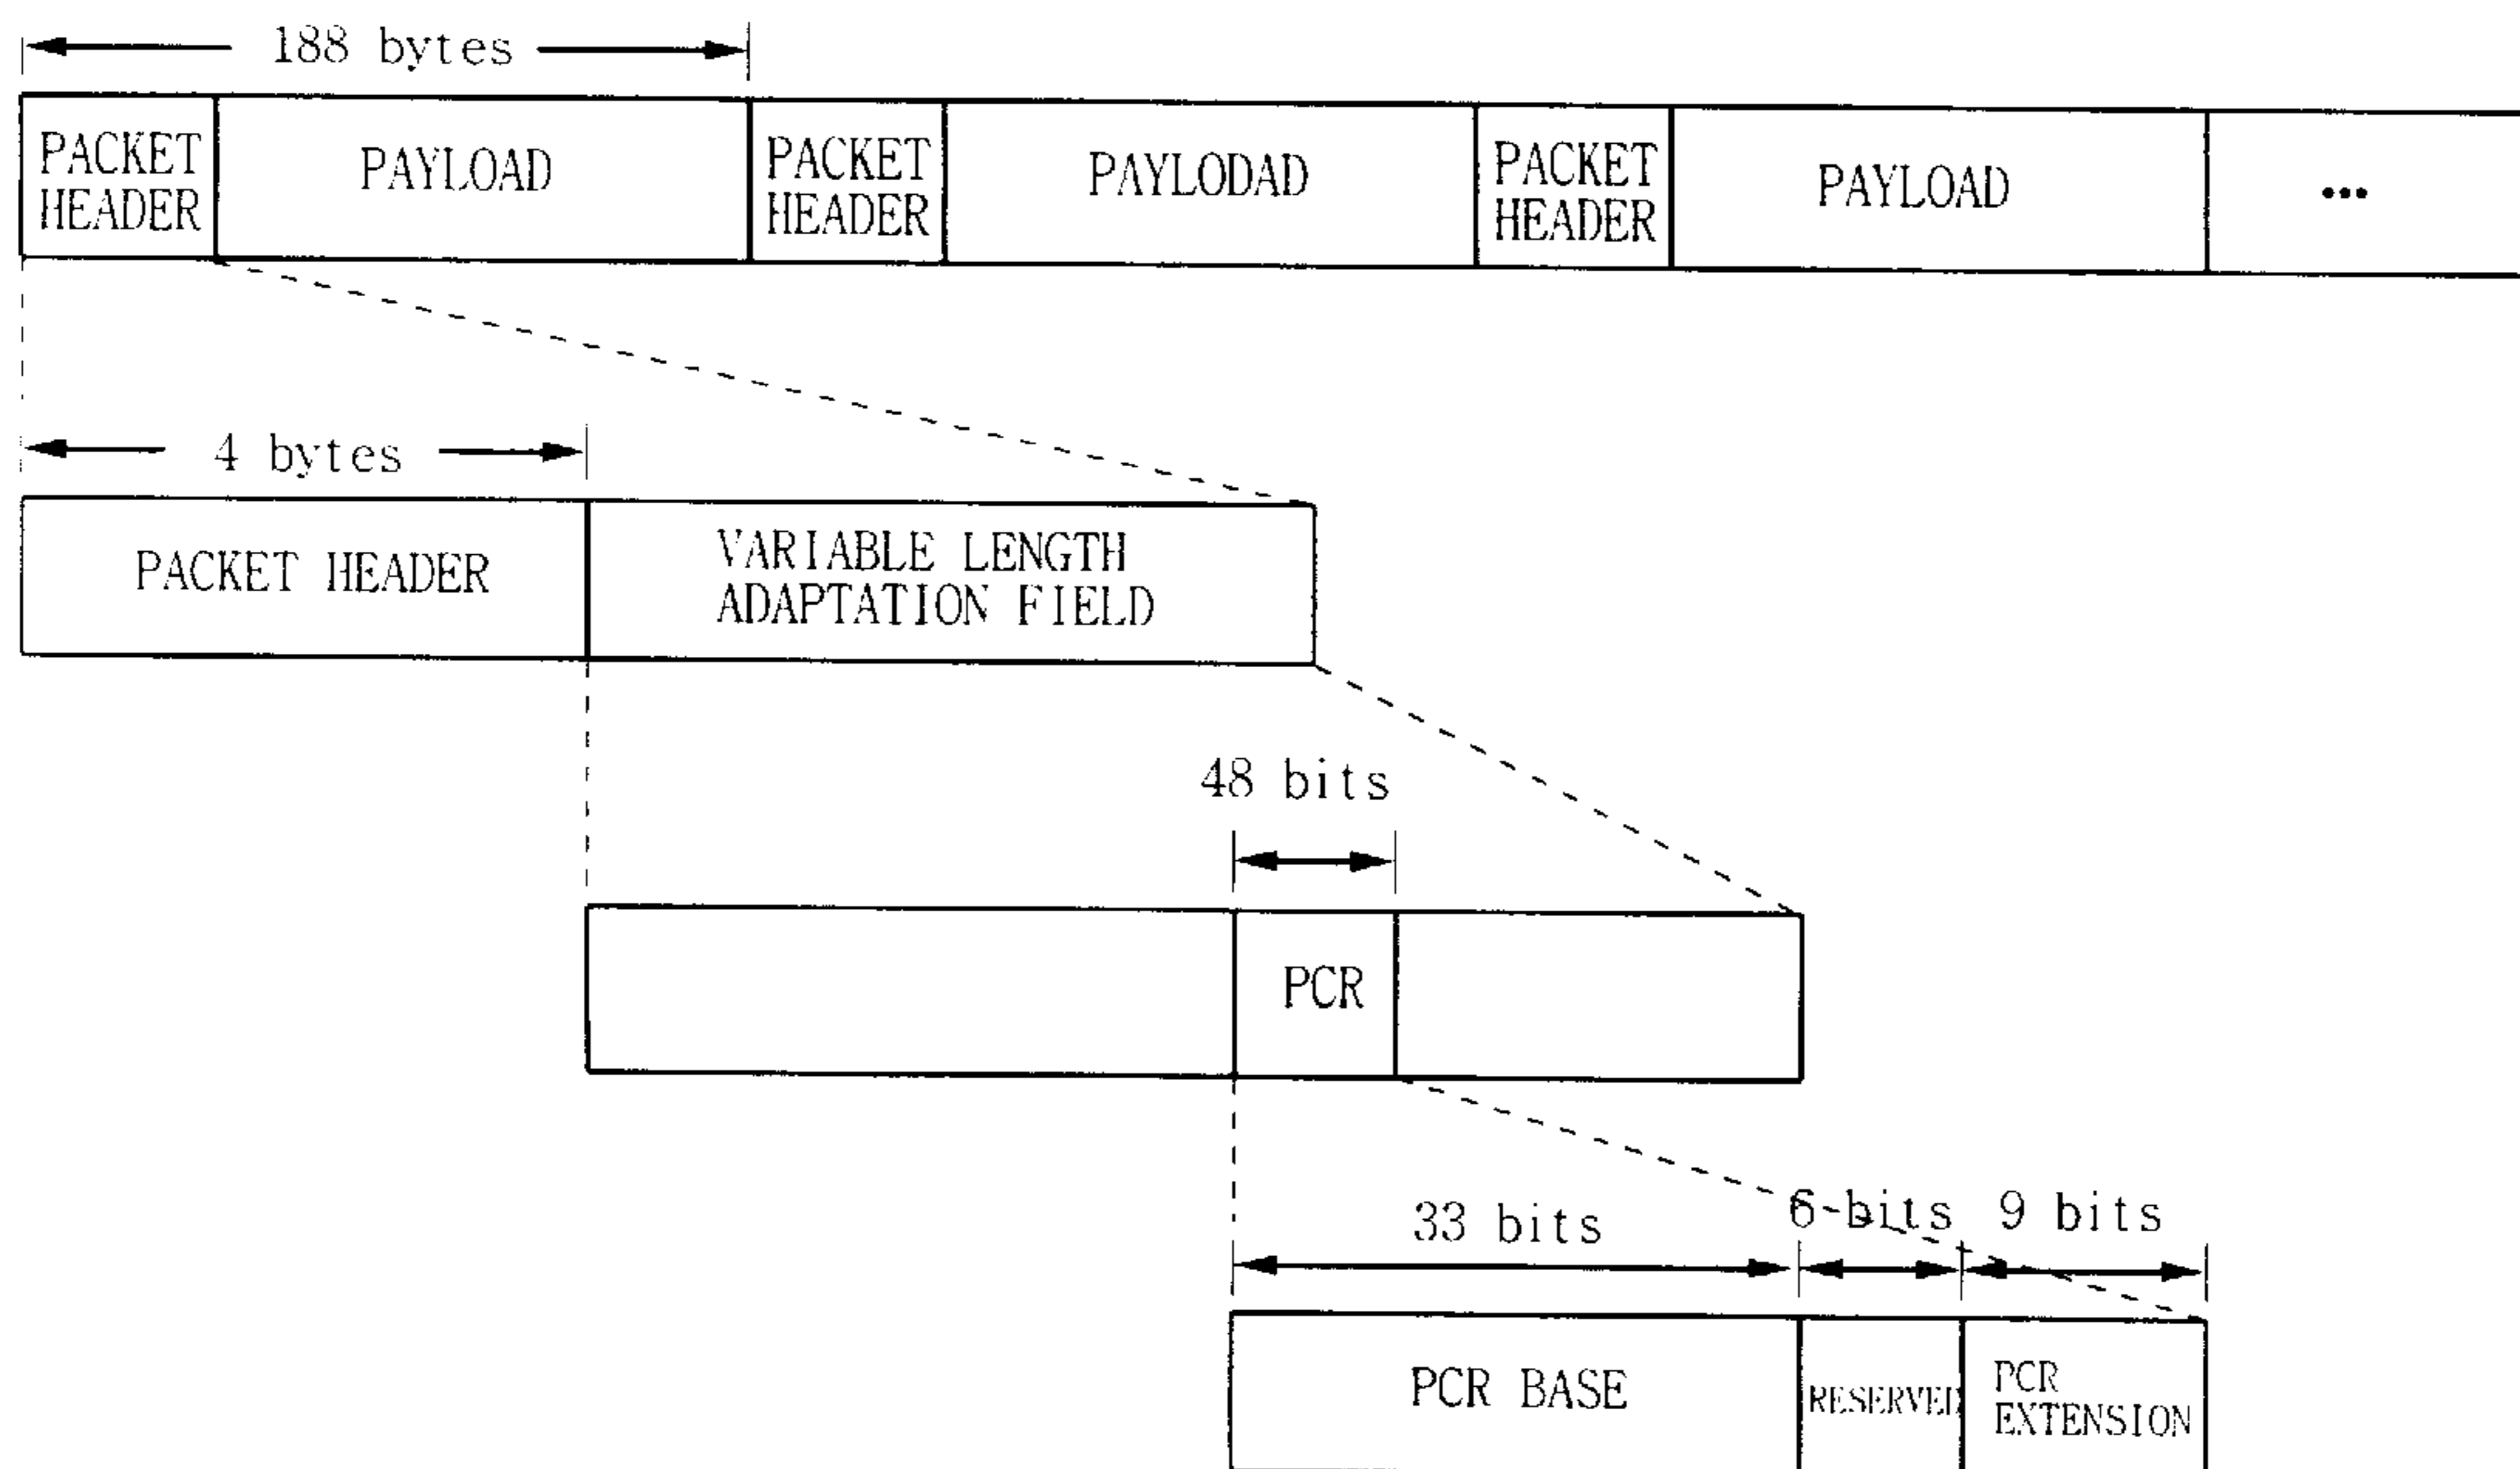 188 bytes
PACKET
HEADER
PAYLOAD
PACKET
HEADER
PAYLODAD
PACKET
HEADER
PAYLOAD
...
4 bytes
PACKET HEADER
VARIABLE LENGTH
ADAPTATION FIELD
48 bits
PCR
33 bits
6 bits
9 bits
PCR BASE
RESERVED
PCR
EXTENSION